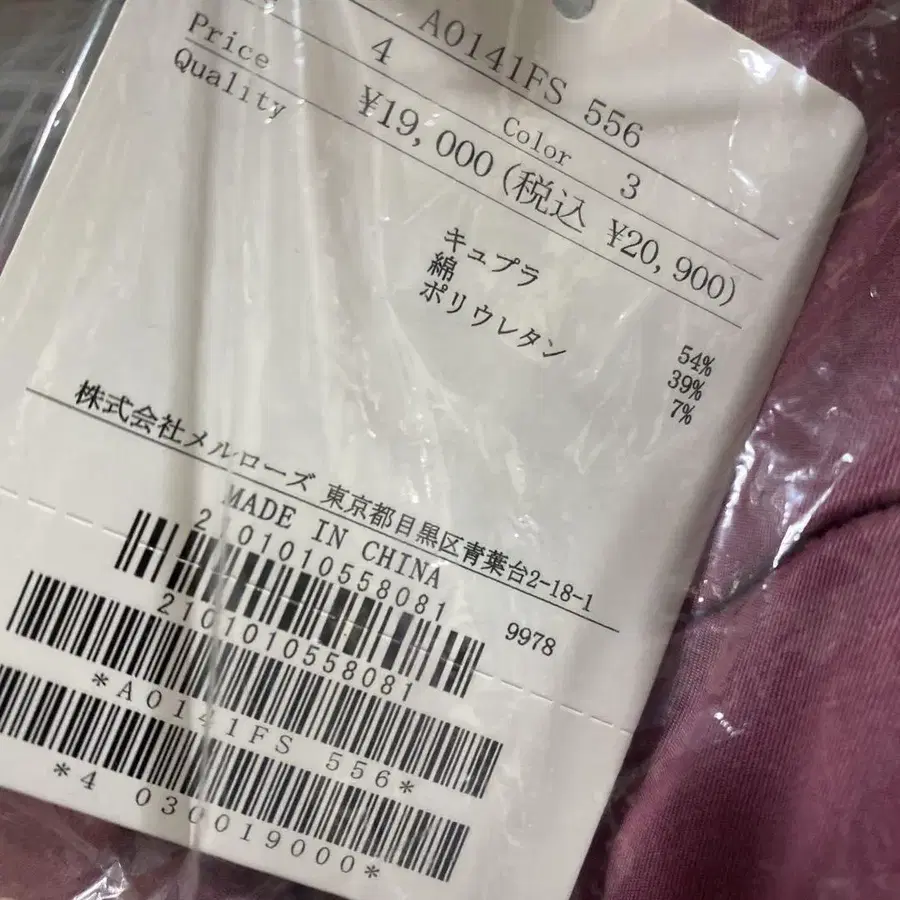 A0141FS 556
4 Color 3
Price ¥19,000(税込 ¥20,900)
Quality
キュプラ 54%
綿 39%
ポリウレタン 7%
株式会社メルローズ 東京都目黒区青葉台2-18-1
MADE IN CHINA 9978
2101010558081
2101010558081
*A0141FS 556*
*4 030019000*